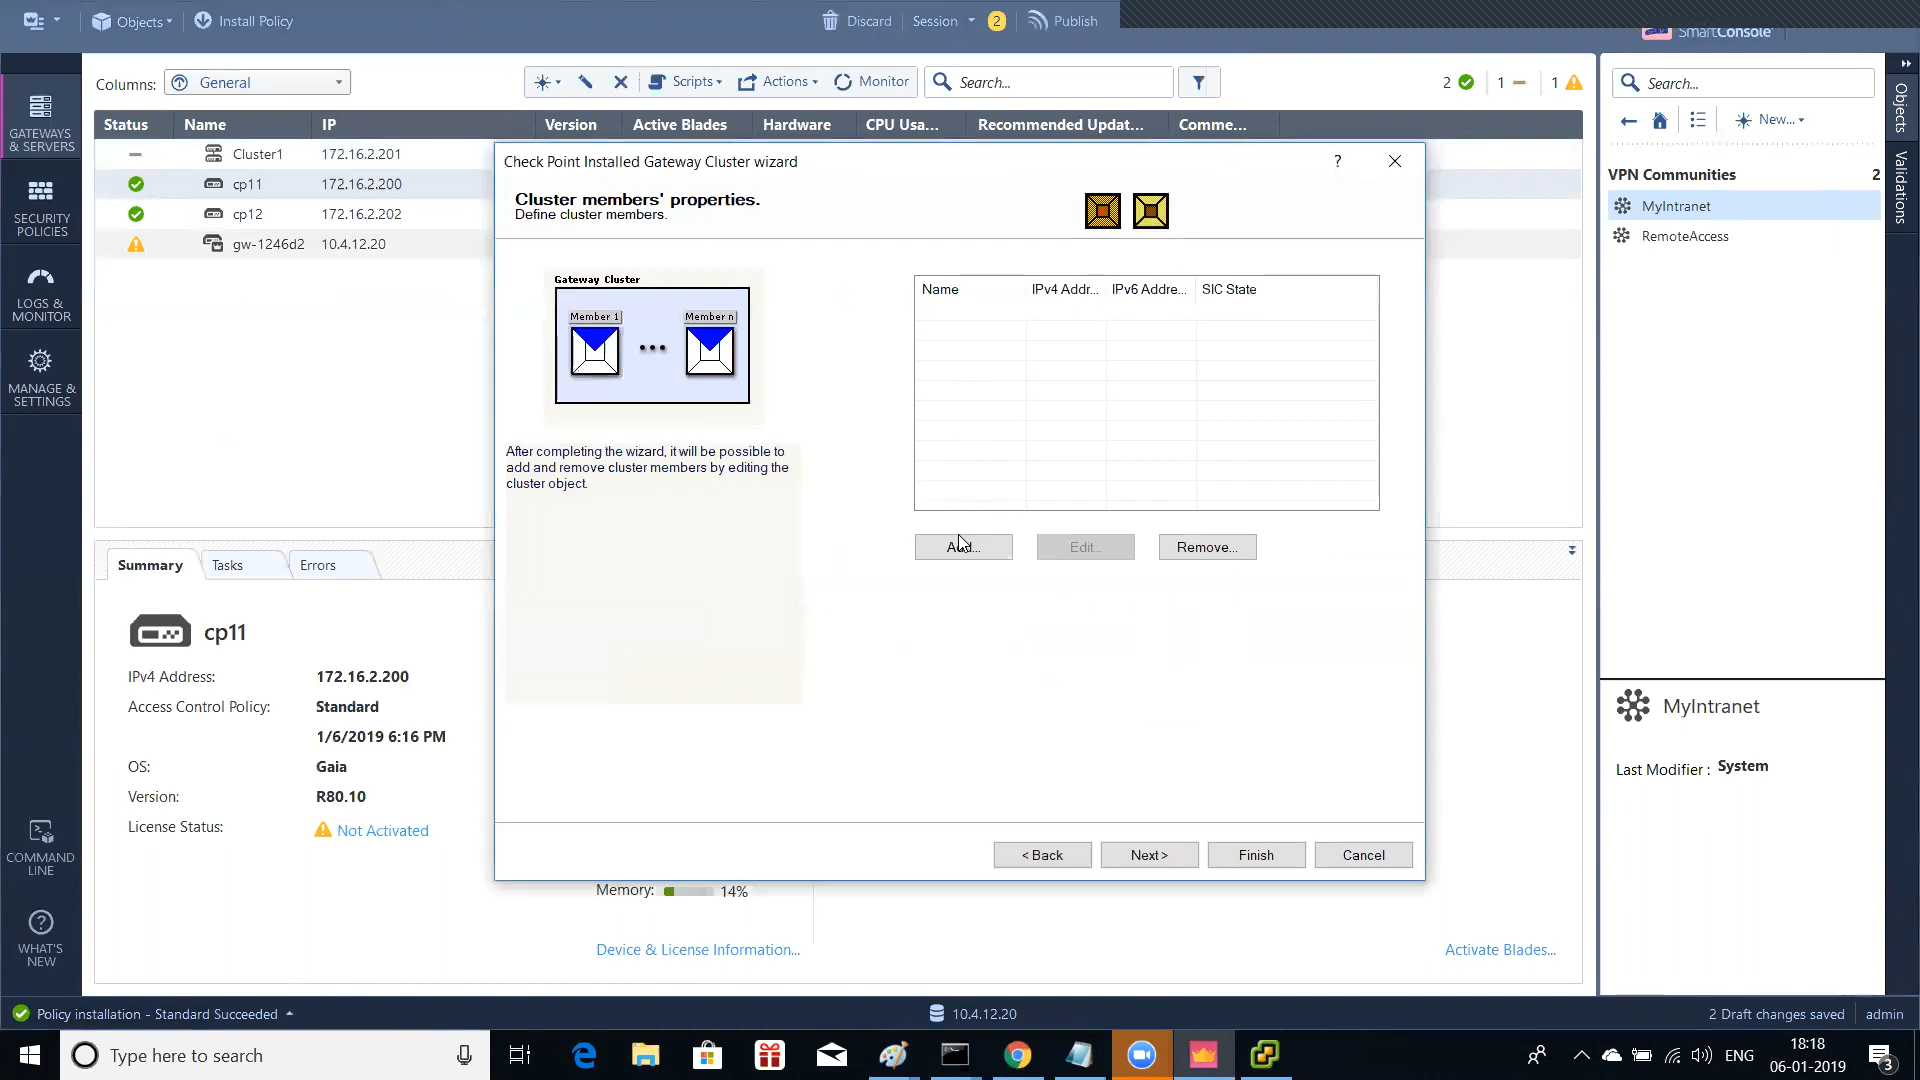 Objects
Install Policy
Discard
Session
2
Publish
SmartConsole
GATEWAYS
& SERVERS
SECURITY
POLICIES
LOGS &
MONITOR
MANAGE &
SETTINGS
COMMAND
LINE
WHAT'S
NEW
Columns:
General
Scripts
Actions
Monitor
Search...
2
1
1
Status Name IP Version Active Blades Hardware CPU Usa... Recommended Updat... Comme...
Cluster1 172.16.2.201
cp11 172.16.2.200
cp12 172.16.2.202
gw-1246d2 10.4.12.20
Check Point Installed Gateway Cluster wizard
?
Cluster members' properties.
Define cluster members.
Gateway Cluster
Member 1
Member n
After completing the wizard, it will be possible to
add and remove cluster members by editing the
cluster object.
Name IPv4 Addr... IPv6 Addre... SIC State
Edit...
Remove...
< Back
Next >
Finish
Cancel
Summary
Tasks
Errors
cp11
IPv4 Address: 172.16.2.200
Access Control Policy: Standard
1/6/2019 6:16 PM
OS: Gaia
Version: R80.10
License Status: Not Activated
Memory: 14%
Device & License Information...
Activate Blades...
Search...
New...
VPN Communities 2
MyIntranet
RemoteAccess
MyIntranet
Last Modifier : System
Objects
Validations
Policy installation - Standard Succeeded
10.4.12.20
2 Draft changes saved
admin
Type here to search
ENG
18:18
06-01-2019
3